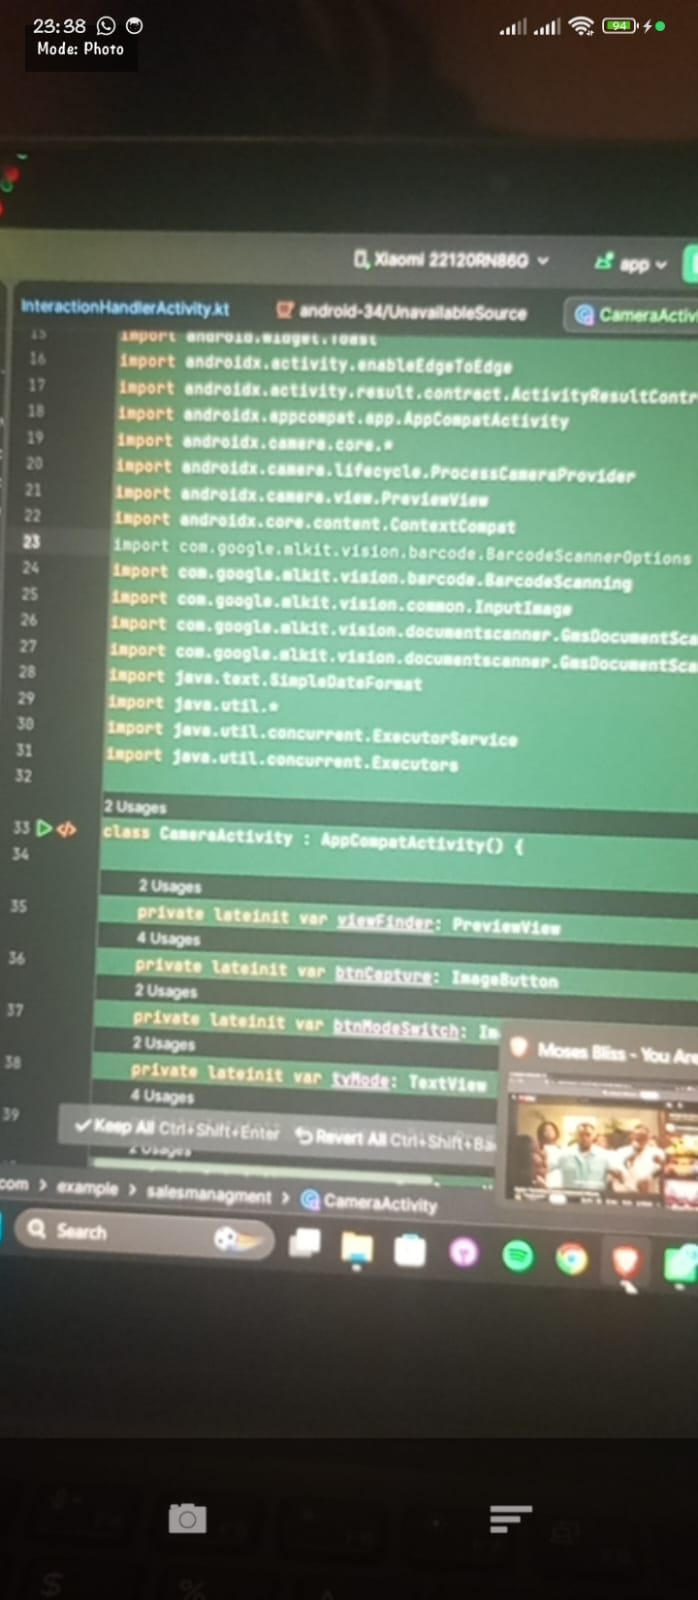 23:38
94
Mode: Photo
Xiaomi 22120RN86G
app
InteractionHandlerActivity.kt
android-34/UnavailableSource
CameraActiv
15 import android.widget.Toast
16 import androidx.activity.enableEdgeToEdge
17 import androidx.activity.result.contract.ActivityResultContr
18 import androidx.appcompat.app.AppCompatActivity
19 import androidx.camera.core.*
20 import androidx.camera.lifecycle.ProcessCameraProvider
21 import androidx.camera.view.PreviewView
22 import androidx.core.content.ContextCompat
23 import com.google.mlkit.vision.barcode.BarcodeScannerOptions
24 import com.google.mlkit.vision.barcode.BarcodeScanning
25 import com.google.mlkit.vision.common.InputImage
26 import com.google.mlkit.vision.documentscanner.GmsDocumentSca
27 import com.google.mlkit.vision.documentscanner.GmsDocumentSca
28 import java.text.SimpleDateFormat
29 import java.util.*
30 import java.util.concurrent.ExecutorService
31 import java.util.concurrent.Executors
32
2 Usages
33 class CameraActivity : AppCompatActivity() {
34
2 Usages
35 private lateinit var viewFinder: PreviewView
4 Usages
36 private lateinit var btnCapture: ImageButton
2 Usages
37 private lateinit var btnModeSwitch: Im
2 Usages
38 private lateinit var tvMode: TextView
4 Usages
39
Moses Bliss - You Are
Keep All Ctrl+Shift+Enter Revert All Ctrl+Shift+Ba
2 Usages
com > example > salesmanagment > CameraActivity
Search
$
%